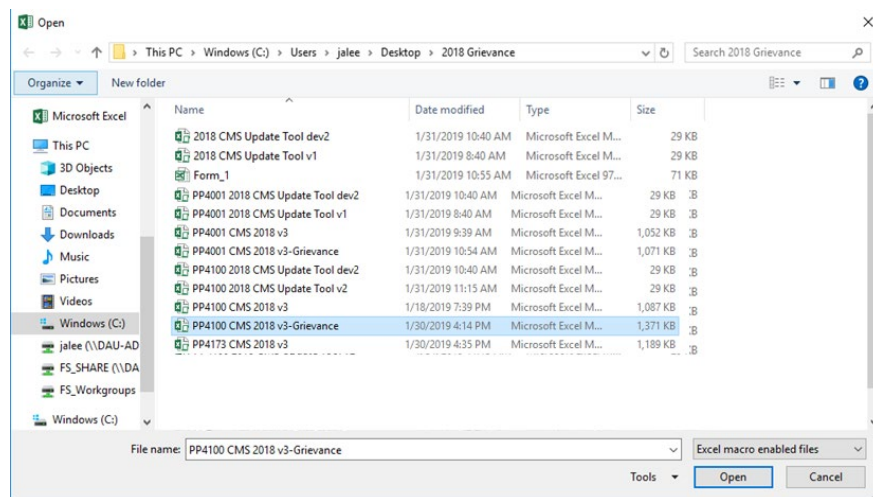 Open
This PC > Windows (C:) > Users > jalee > Desktop > 2018 Grievance
Search 2018 Grievance
Organize
New folder
Name Date modified Type Size
Microsoft Excel
This PC
3D Objects
Desktop
Documents
Downloads
Music
Pictures
Videos
Windows (C:)
jalee (\\DAU-AD
FS_SHARE (\\DA
FS_Workgroups
Windows (C:)
2018 CMS Update Tool dev2 1/31/2019 10:40 AM Microsoft Excel M... 29 KB
2018 CMS Update Tool v1 1/31/2019 8:40 AM Microsoft Excel M... 29 KB
Form_1 1/31/2019 10:55 AM Microsoft Excel 97... 71 KB
PP4001 2018 CMS Update Tool dev2 1/31/2019 10:40 AM Microsoft Excel M... 29 KB
PP4001 2018 CMS Update Tool v1 1/31/2019 8:40 AM Microsoft Excel M... 29 KB
PP4001 CMS 2018 v3 1/31/2019 9:39 AM Microsoft Excel M... 1,052 KB
PP4001 CMS 2018 v3-Grievance 1/31/2019 10:54 AM Microsoft Excel M... 1,071 KB
PP4100 2018 CMS Update Tool dev2 1/31/2019 10:40 AM Microsoft Excel M... 29 KB
PP4100 2018 CMS Update Tool v2 1/31/2019 11:15 AM Microsoft Excel M... 29 KB
PP4100 CMS 2018 v3 1/18/2019 7:39 PM Microsoft Excel M... 1,087 KB
PP4100 CMS 2018 v3-Grievance 1/30/2019 4:14 PM Microsoft Excel M... 1,371 KB
PP4173 CMS 2018 v3 1/30/2019 4:35 PM Microsoft Excel M... 1,189 KB
File name: PP4100 CMS 2018 v3-Grievance
Excel macro enabled files
Tools
Open
Cancel